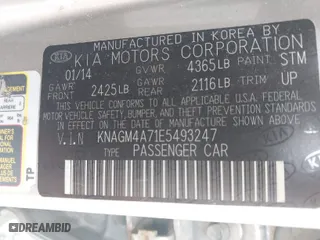 MANUFACTURED IN KOREA BY
KIA KIA MOTORS CORPORATION
01/14 GVWR 4365LB PAINT STM
GAWR FRONT 2425LB GAWR REAR 2116LB TRIM UP
THIS VEHICLE CONFORMS TO ALL APPLICABLE FEDERAL
MOTOR VEHICLE SAFETY, BUMPER, AND THEFT PREVENTION
STANDARDS IN EFFECT ON THE DATE OF MANUFACTURE SHOWN ABOVE.
V.I.N KNAGM4A71E5493247
TYPE PASSENGER CAR
TP